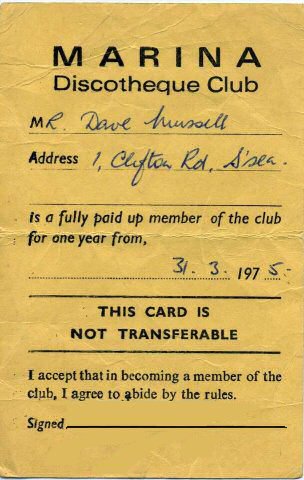 MARINA
Discotheque Club
MR. Dave Mussell
Address 1, Clifton Rd, S'sea.
is a fully paid up member of the club
for one year from,
31. 3. 1975
THIS CARD IS
NOT TRANSFERABLE
I accept that in becoming a member of the
club, I agree to abide by the rules.
Signed